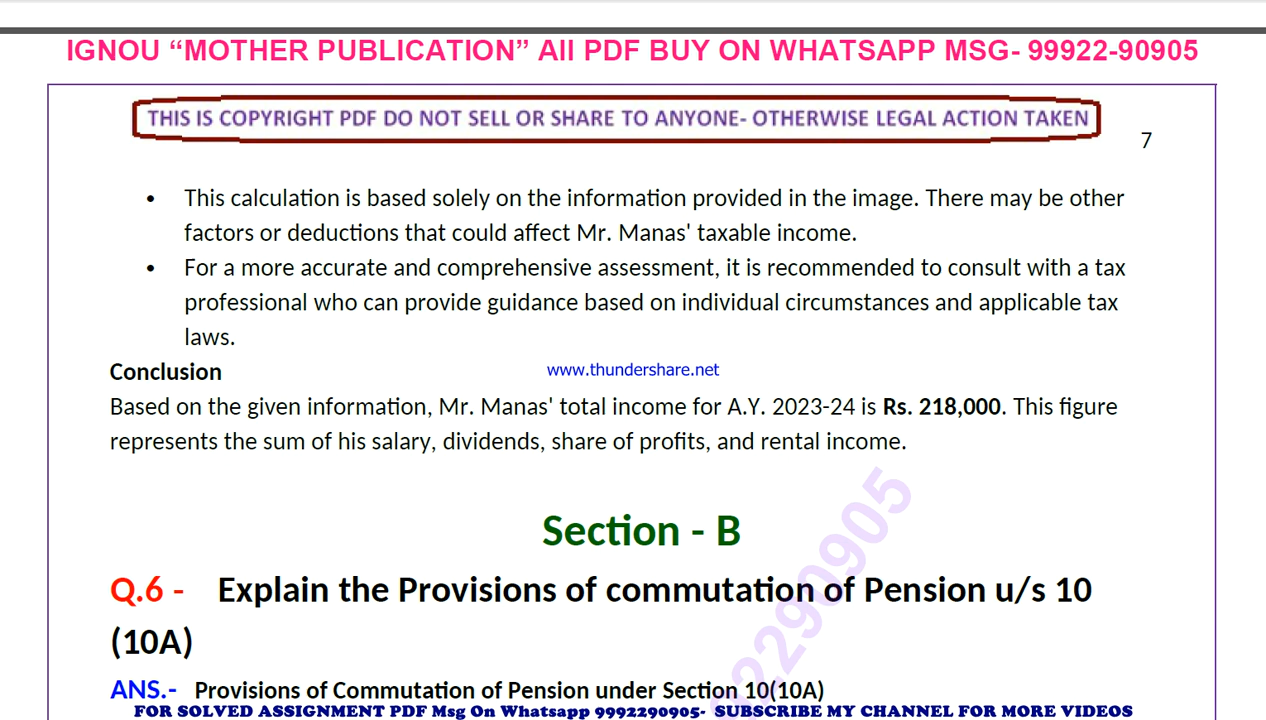 IGNOU “MOTHER PUBLICATION” All PDF BUY ON WHATSAPP MSG- 99922-90905
THIS IS COPYRIGHT PDF DO NOT SELL OR SHARE TO ANYONE- OTHERWISE LEGAL ACTION TAKEN
7
• This calculation is based solely on the information provided in the image. There may be other
factors or deductions that could affect Mr. Manas' taxable income.
• For a more accurate and comprehensive assessment, it is recommended to consult with a tax
professional who can provide guidance based on individual circumstances and applicable tax
laws.
Conclusion
www.thundershare.net
Based on the given information, Mr. Manas' total income for A.Y. 2023-24 is Rs. 218,000. This figure
represents the sum of his salary, dividends, share of profits, and rental income.
Section - B
Q.6 - Explain the Provisions of commutation of Pension u/s 10
(10A)
ANS.- Provisions of Commutation of Pension under Section 10(10A)
2290905
FOR SOLVED ASSIGNMENT PDF Msg On Whatsapp 9992290905- SUBSCRIBE MY CHANNEL FOR MORE VIDEOS